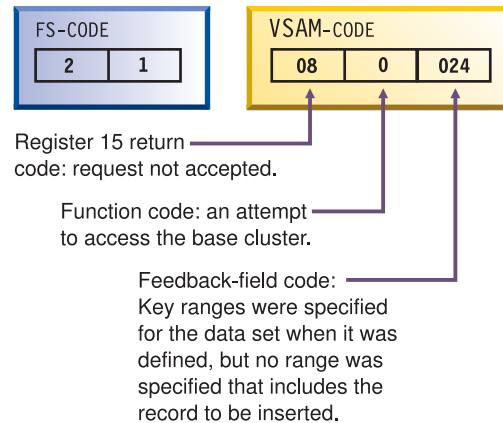 FS-CODE
2 1
VSAM-CODE
08 0 024
Register 15 return
code: request not accepted.
Function code: an attempt
to access the base cluster.
Feedback-field code:
Key ranges were specified
for the data set when it was
defined, but no range was
specified that includes the
record to be inserted.